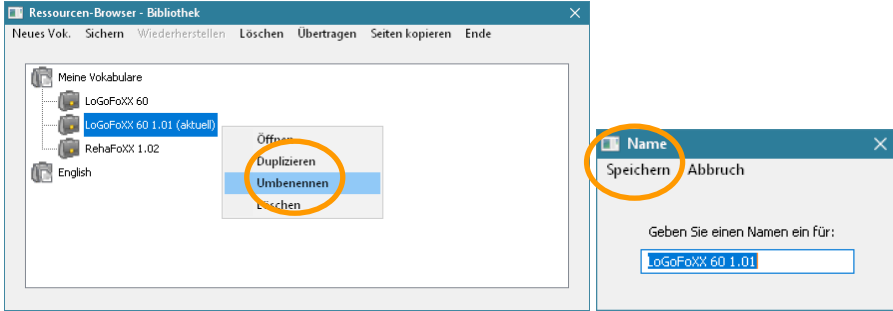 Ressourcen-Browser - Bibliothek
Neues Vok. Sichern Wiederherstellen Löschen Übertragen Seiten kopieren Ende
Meine Vokabulare
LoGoFoXX 60
LoGoFoXX 60 1.01 (aktuell)
RehaFoXX 1.02
English
Öffnen
Duplizieren
Umbenennen
Löschen
Name
Speichern Abbruch
Geben Sie einen Namen ein für:
LoGoFoXX 60 1.01